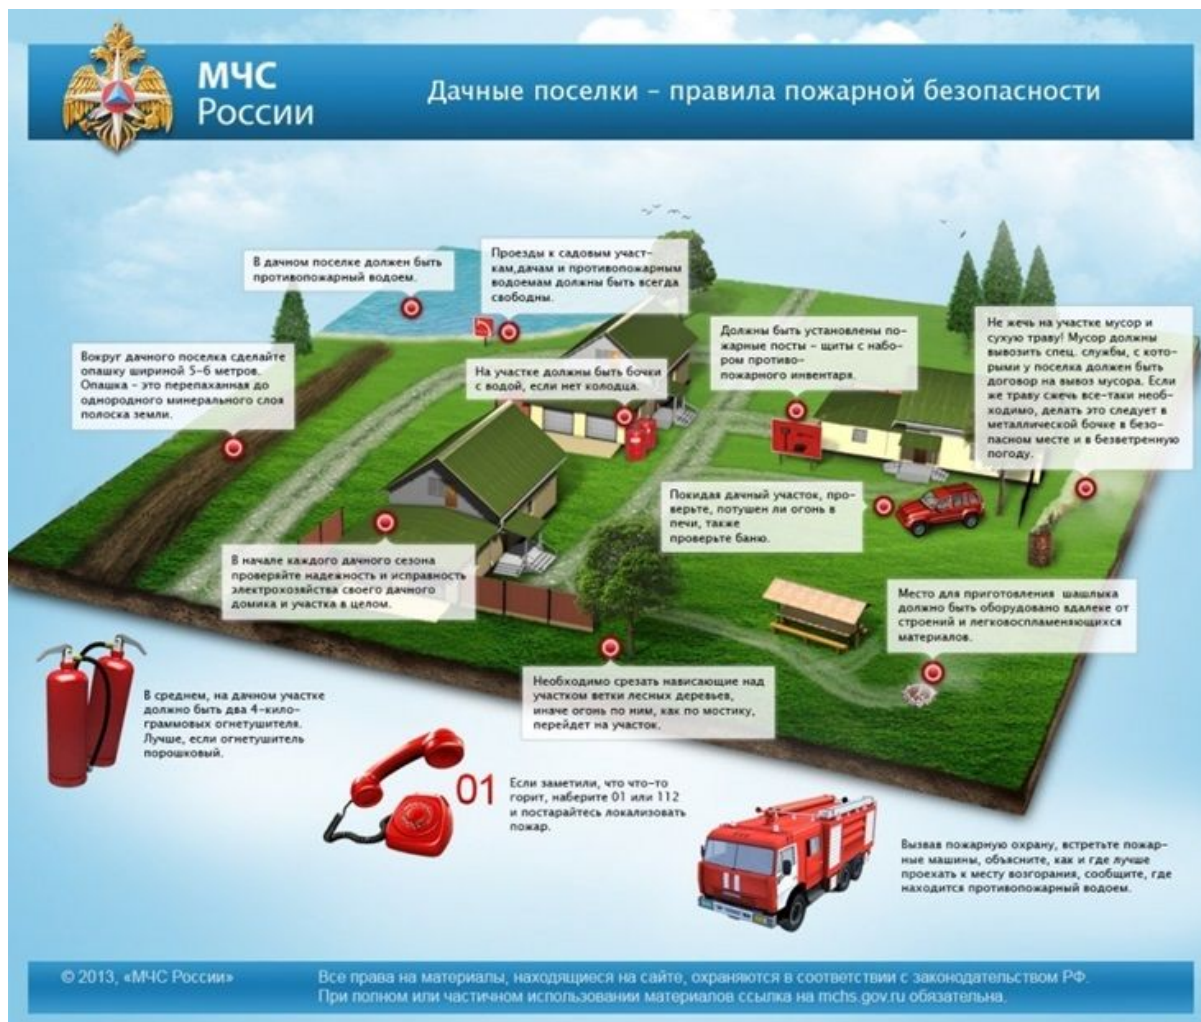 МЧС
России
Дачные поселки – правила пожарной безопасности
В дачном поселке должен быть
противопожарный водоем.
Проезды к садовым участ-
кам,дачам и противопожарным
водоемам должны быть всегда
свободны.
Вокруг дачного поселка сделайте
опашку шириной 5-6 метров.
Опашка - это перепаханная до
однородного минерального слоя
полоска земли.
На участке должны быть бочки
с водой, если нет колодца.
Должны быть установлены по-
жарные посты - щиты с набо-
ром противо-
пожарного инвентаря.
Не жечь на участке мусор и
сухую траву! Мусор должны
вывозить спец. службы, с кото-
рыми у поселка должен быть
договор на вывоз мусора. Если
же траву сжечь все-таки необ-
ходимо, делать это следует в
металлической бочке в безо-
пасном месте и в безветренную
погоду.
Покидая дачный участок, про-
верьте, потушен ли огонь в
печи, также
проверьте баню.
В начале каждого дачного сезона
проверяйте надежность и исправность
электрохозяйства своего дачного
домика и участка в целом.
Место для приготовления шашлыка
должно быть оборудовано вдалеке от
строений и легковоспламеняющихся
материалов.
Необходимо срезать нависающие над
участком ветки лесных деревьев,
иначе огонь по ним, как по мостику,
перейдет на участок.
В среднем, на дачном участке
должно быть два 4-кило-
граммовых огнетушителя.
Лучше, если огнетушитель
порошковый.
01
Если заметили, что что-то
горит, наберите 01 или 112
и постарайтесь локализовать
пожар.
Вызвав пожарную охрану, встретьте пожар-
ные машины, объясните, как и где лучше
проехать к месту возгорания, сообщите, где
находится противопожарный водоем.
© 2013, «МЧС России»
Все права на материалы, находящиеся на сайте, охраняются в соответствии с законодательством РФ.
При полном или частичном использовании материалов ссылка на mchs.gov.ru обязательна.